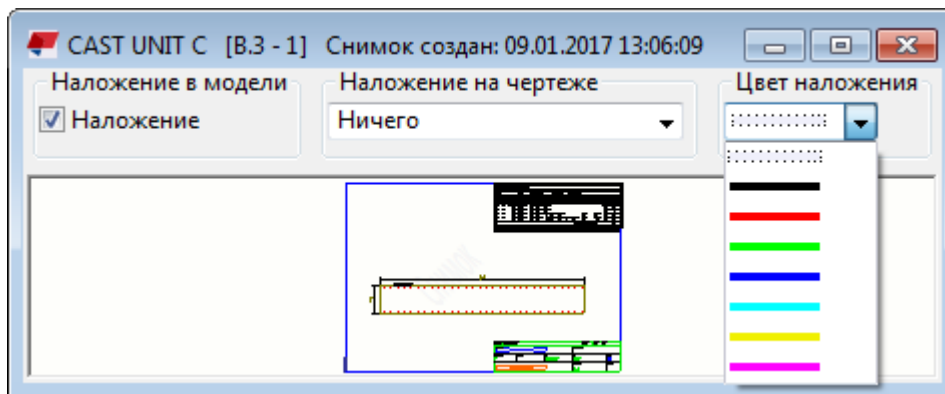 CAST UNIT C [B.3 - 1] Снимок создан: 09.01.2017 13:06:09
Наложение в модели
Наложение на чертеже
Цвет наложения
Наложение
Ничего
СНИМОК